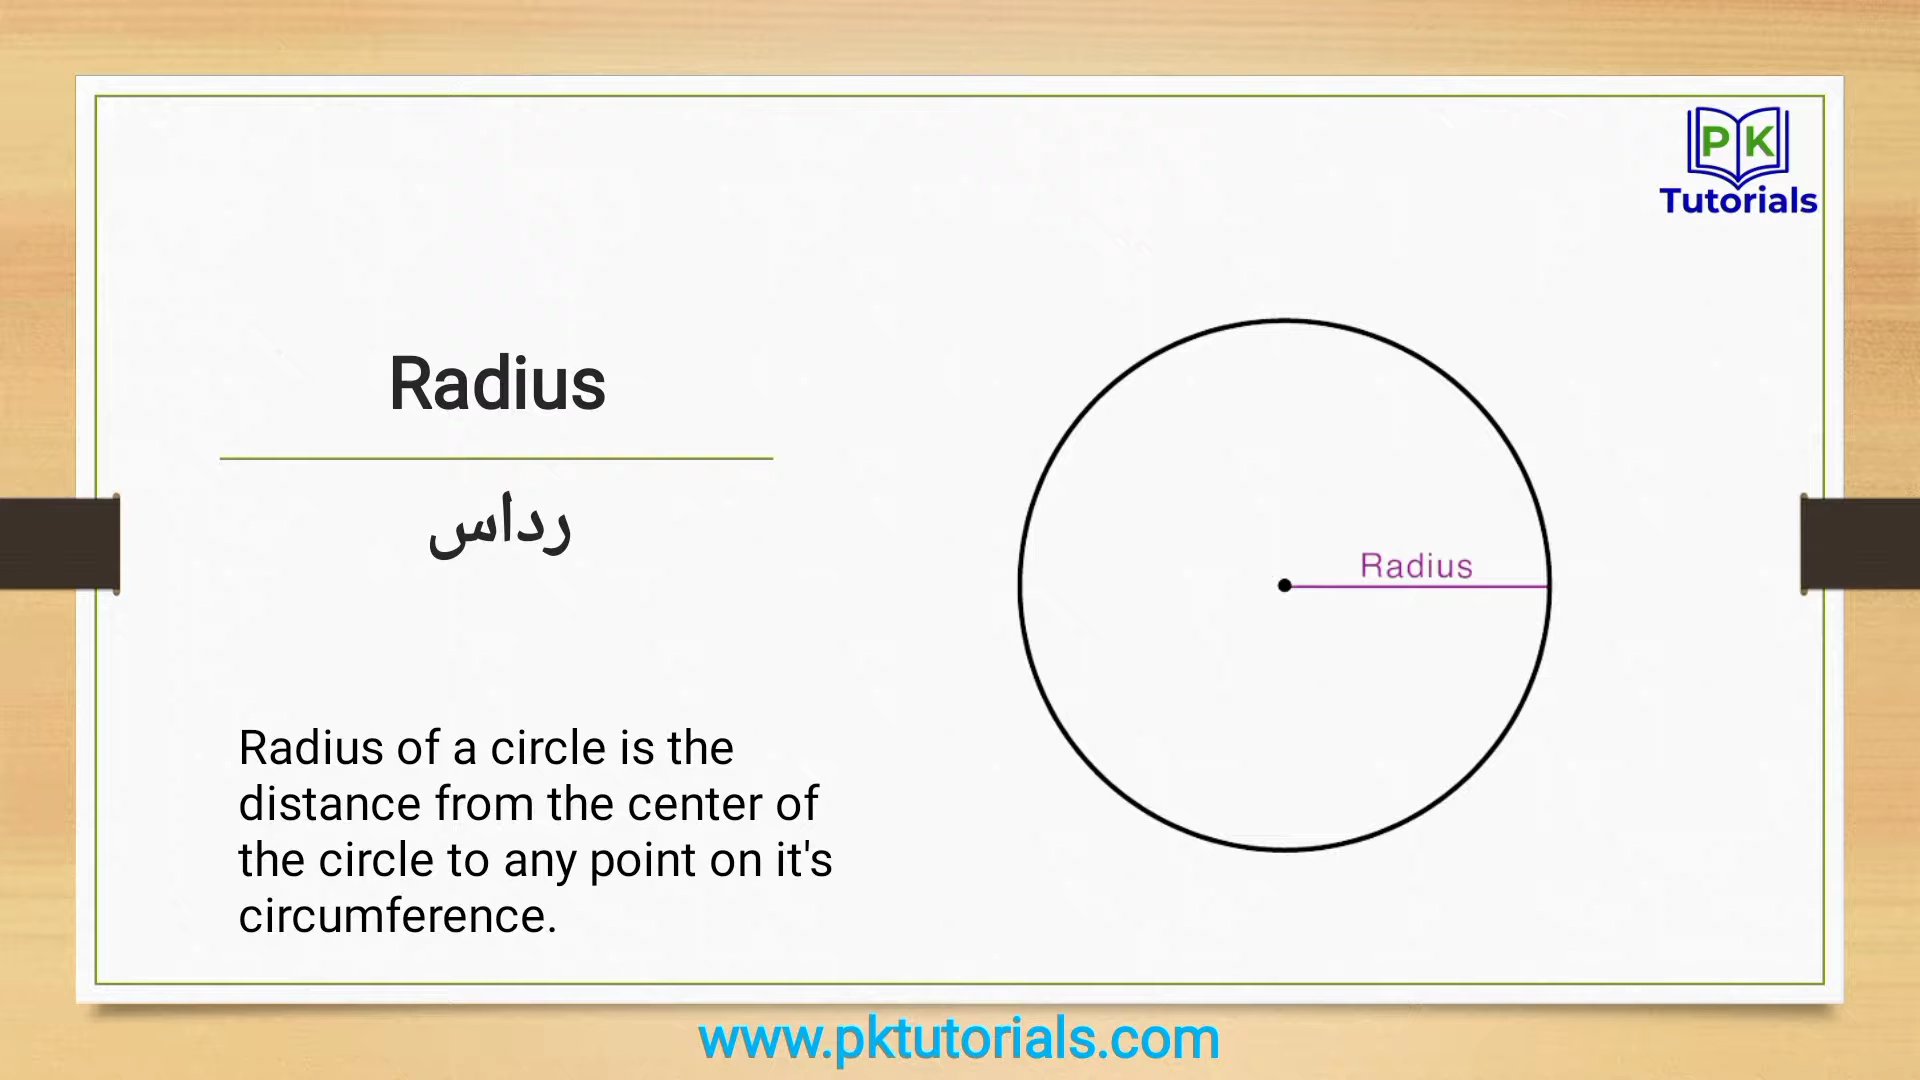 P K
Tutorials
Radius
رداس
Radius
Radius of a circle is the
distance from the center of
the circle to any point on it's
circumference.
www.pktutorials.com